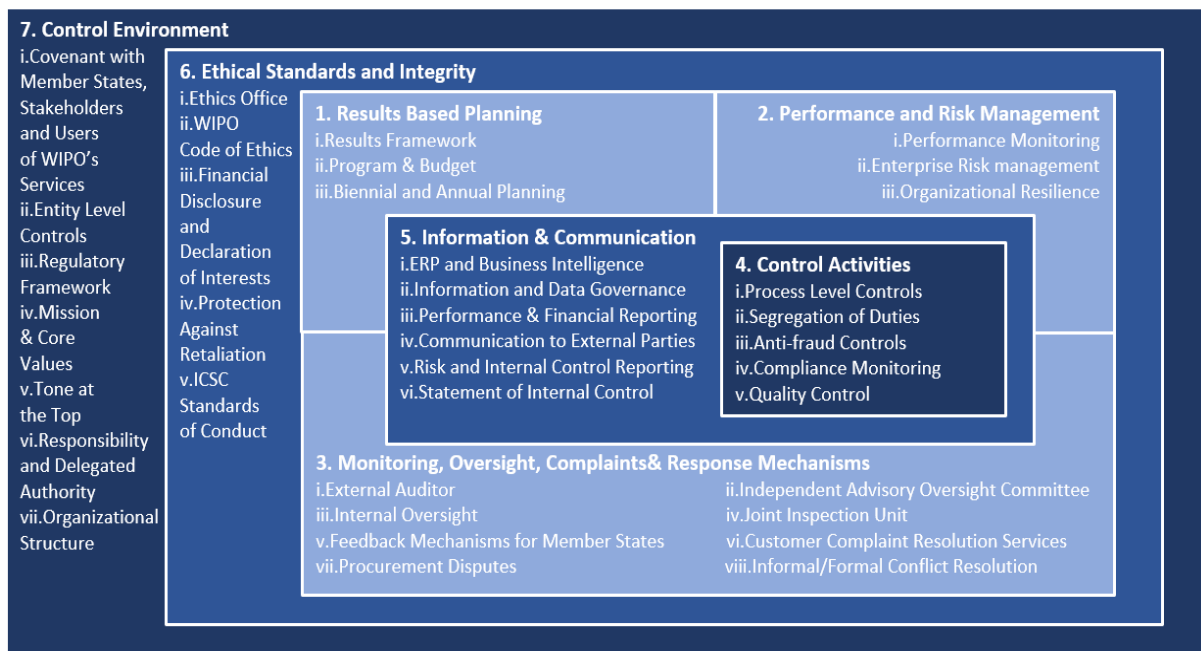 7. Control Environment
i.Covenant with
Member States,
Stakeholders
and Users
of WIPO's
Services
ii.Entity Level
Controls
iii.Regulatory
Framework
iv.Mission
& Core
Values
v.Tone at
the Top
vi.Responsibility
and Delegated
Authority
vii.Organizational
Structure
6. Ethical Standards and Integrity
i.Ethics Office
ii.WIPO
Code of Ethics
iii.Financial
Disclosure
and
Declaration
of Interests
iv.Protection
Against
Retaliation
v.ICSC
Standards
of Conduct
1. Results Based Planning
i.Results Framework
ii.Program & Budget
iii.Biennial and Annual Planning
2. Performance and Risk Management
i.Performance Monitoring
ii.Enterprise Risk management
iii.Organizational Resilience
5. Information & Communication
i.ERP and Business Intelligence
ii.Information and Data Governance
iii.Performance & Financial Reporting
iv.Communication to External Parties
v.Risk and Internal Control Reporting
vi.Statement of Internal Control
4. Control Activities
i.Process Level Controls
ii.Segregation of Duties
iii.Anti-fraud Controls
iv.Compliance Monitoring
v.Quality Control
3. Monitoring, Oversight, Complaints& Response Mechanisms
i.External Auditor
ii.Independent Advisory Oversight Committee
iii.Internal Oversight
iv.Joint Inspection Unit
v.Feedback Mechanisms for Member States
vi.Customer Complaint Resolution Services
vii.Procurement Disputes
viii.Informal/Formal Conflict Resolution